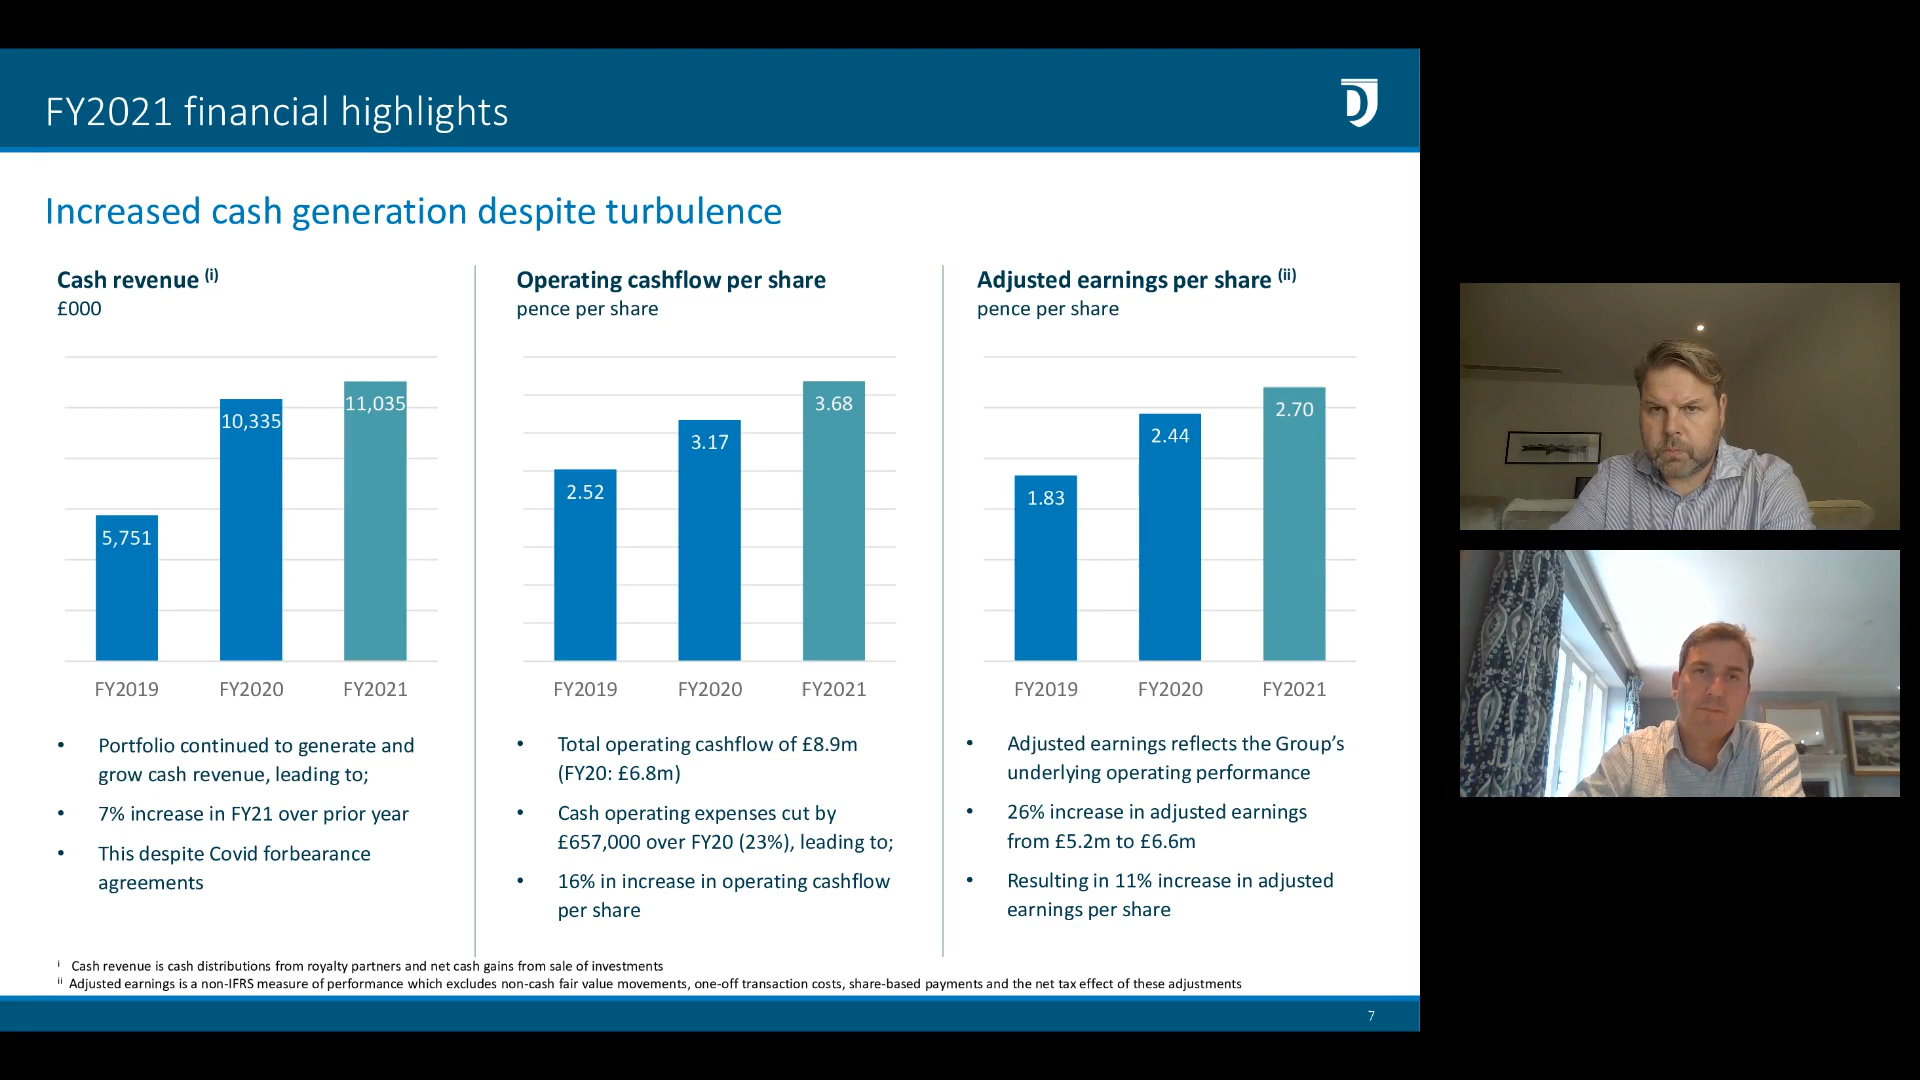 FY2021 financial highlights
Increased cash generation despite turbulence
Cash revenue (i)
£000
5,751
10,335
11,035
FY2019
FY2020
FY2021
• Portfolio continued to generate and
grow cash revenue, leading to;
• 7% increase in FY21 over prior year
• This despite Covid forbearance
agreements
Operating cashflow per share
pence per share
2.52
3.17
3.68
FY2019
FY2020
FY2021
• Total operating cashflow of £8.9m
(FY20: £6.8m)
• Cash operating expenses cut by
£657,000 over FY20 (23%), leading to;
• 16% in increase in operating cashflow
per share
Adjusted earnings per share (ii)
pence per share
1.83
2.44
2.70
FY2019
FY2020
FY2021
• Adjusted earnings reflects the Group’s
underlying operating performance
• 26% increase in adjusted earnings
from £5.2m to £6.6m
• Resulting in 11% increase in adjusted
earnings per share
i Cash revenue is cash distributions from royalty partners and net cash gains from sale of investments
ii Adjusted earnings is a non-IFRS measure of performance which excludes non-cash fair value movements, one-off transaction costs, share-based payments and the net tax effect of these adjustments
7